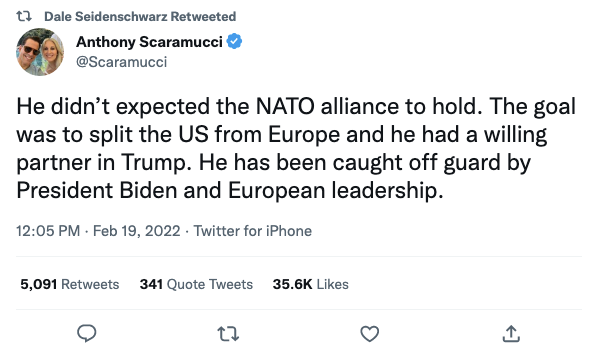 Dale Seidenschwarz Retweeted
Anthony Scaramucci
@Scaramucci
He didn’t expected the NATO alliance to hold. The goal
was to split the US from Europe and he had a willing
partner in Trump. He has been caught off guard by
President Biden and European leadership.
12:05 PM · Feb 19, 2022 · Twitter for iPhone
5,091 Retweets 341 Quote Tweets 35.6K Likes